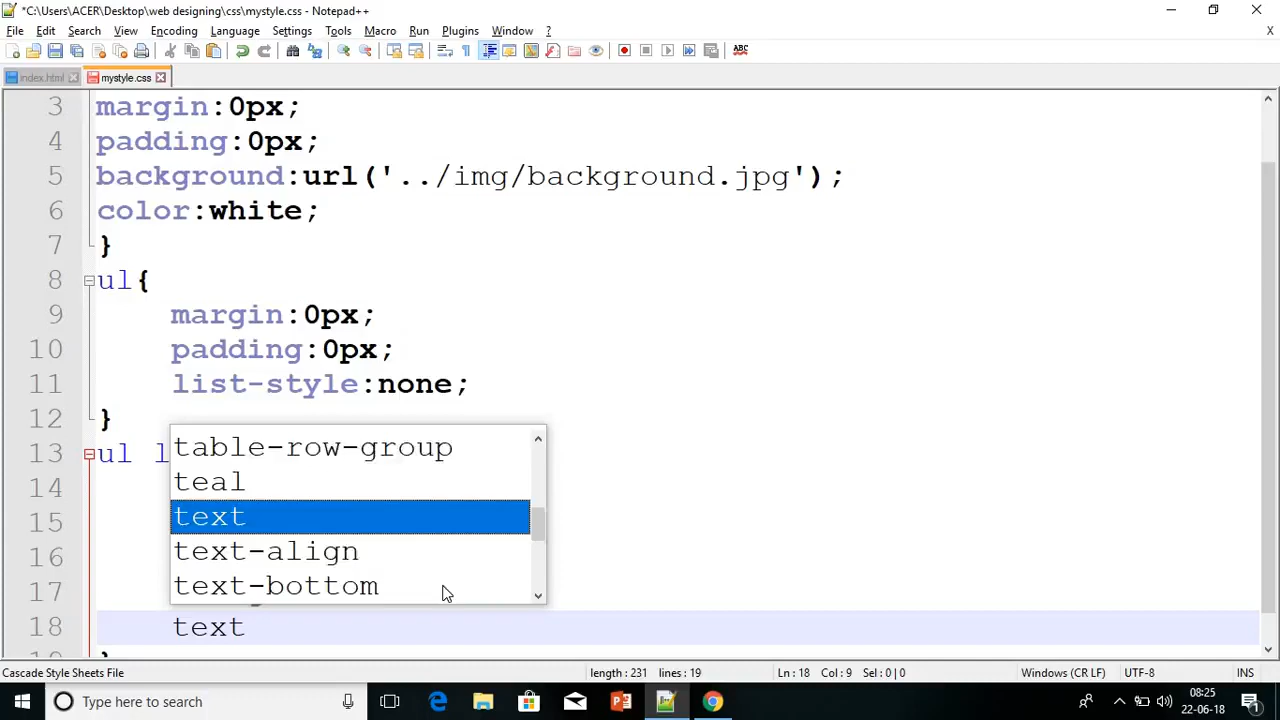 *C:\Users\ACER\Desktop\web designing\css\mystyle.css - Notepad++
File Edit Search View Encoding Language Settings Tools Macro Run Plugins Window ?
X
ABC
index.html mystyle.css
3 margin:0px;
4 padding:0px;
5 background:url('../img/background.jpg');
6 color:white;
7 }
8 ul{
9 margin:0px;
10 padding:0px;
11 list-style:none;
12 }
13 ul l
table-row-group
14 teal
15 text
16 text-align
17 text-bottom
18 text
Cascade Style Sheets File length : 231 lines : 19 Ln : 18 Col : 9 Sel : 0 | 0 Windows (CR LF) UTF-8 INS
Type here to search
08:25
22-06-18
1